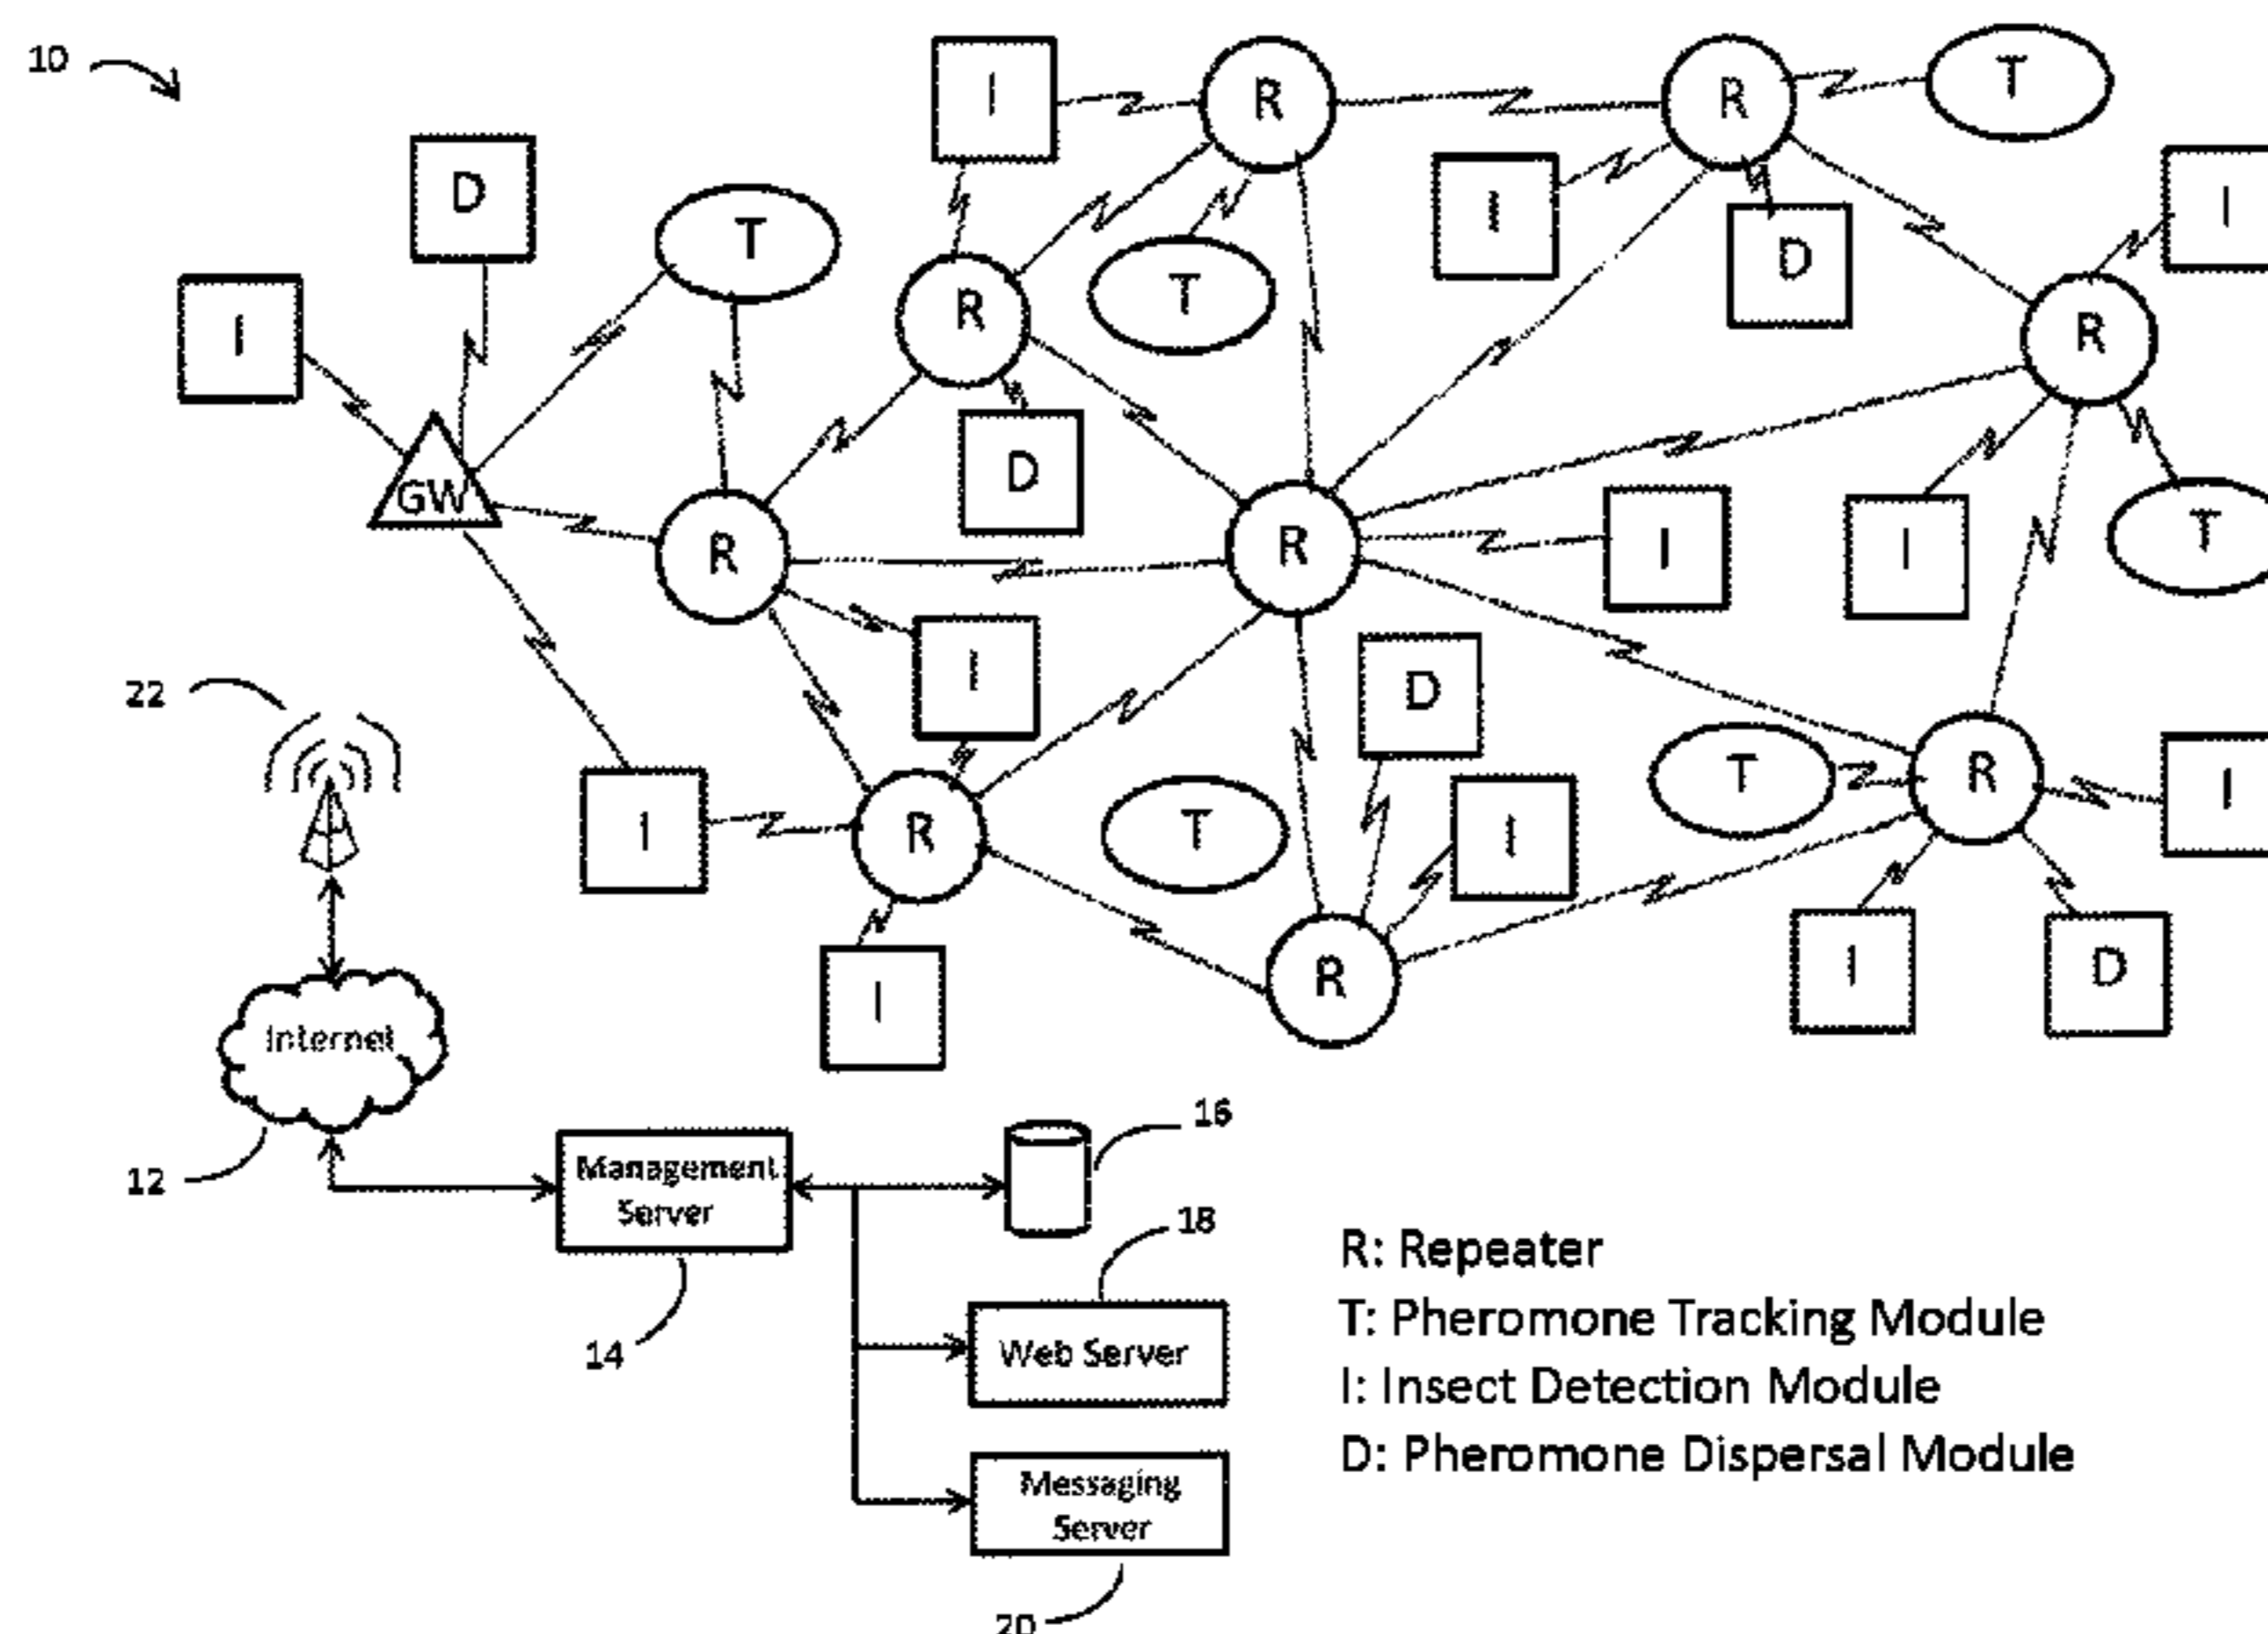 10
I
R
R
T
D
I
I
T
D
T
R
I
R
D
GW
R
R
I
I
T
I
D
22
T
R
I
I
R
T
I
R
I
D
I
Internet
12
Management
Server
16
18
14
Web Server
Messaging
Server
20
R: Repeater
T: Pheromone Tracking Module
I: Insect Detection Module
D: Pheromone Dispersal Module